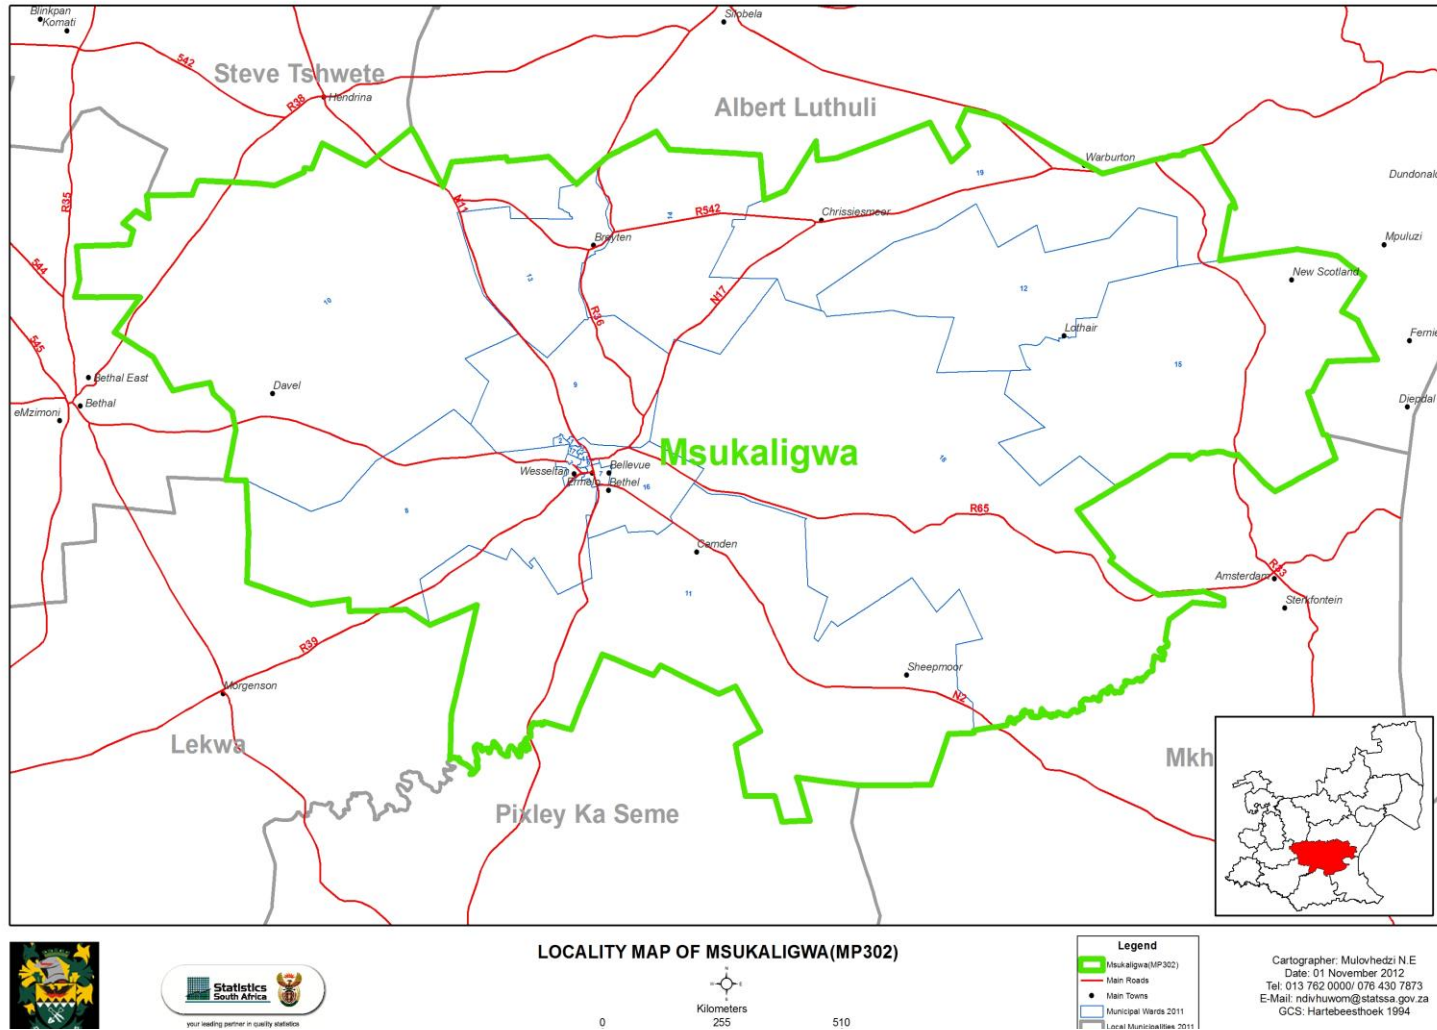 Blinkpan
Komati
Silobela
542
Steve Tshwete
Hendrina
R38
Albert Luthuli
Warburton
19
Dundonald
R35
N11
R542
14
Chrissiesmeer
Breyten
Mpuluzi
544
13
New Scotland
10
N17
12
R36
Lothair
545
Fernie
15
Bethal East
9
Davel
Diepdal
Bethal
eMzimoni
2
Msukaligwa
17
18
Wesselton
7
Bellevue
Ermelo
Bethel
16
8
R65
Camden
R33
Amsterdam
11
Sterkfontein
R39
Sheepmoor
Morgenson
N2
Lekwa
Mkh
Pixley Ka Seme
LOCALITY MAP OF MSUKALIGWA(MP302)
Kilometers
0 255 510
Statistics
South Africa
your leading partner in quality statistics
Legend
Msukaligwa(MP302)
Main Roads
Main Towns
Municipal Wards 2011
Local Municipalities 2011
Cartographer: Mulovhedzi N.E
Date: 01 November 2012
Tel: 013 762 0000/ 076 430 7873
E-Mail: ndivhuwom@statssa.gov.za
GCS: Hartebeesthoek 1994